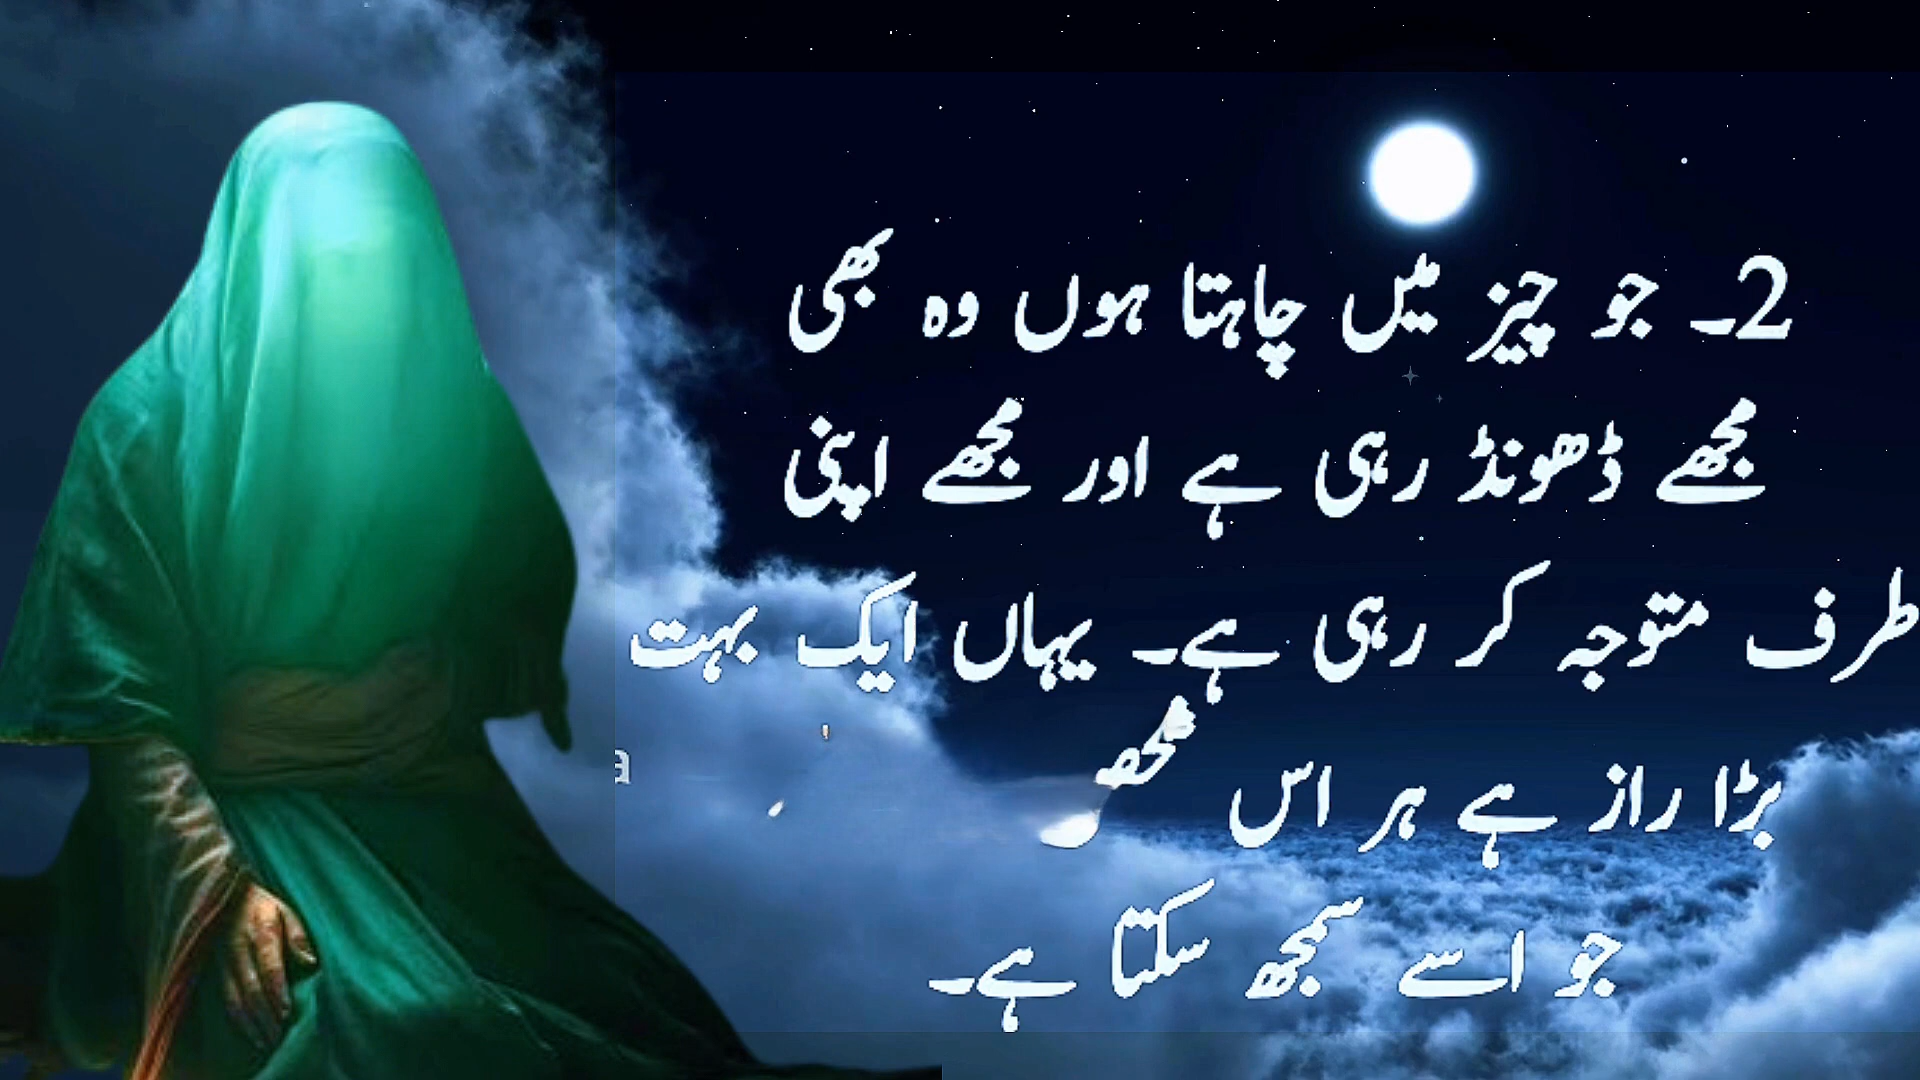 2۔ جو چیز میں چاہتا ہوں وہ بھی
مجھے ڈھونڈ رہی ہے اور مجھے اپنی
طرف متوجہ کر رہی ہے۔ یہاں ایک بہت
بڑا راز ہے ہر اس
جو اسے سمجھ سکتا ہے۔
a